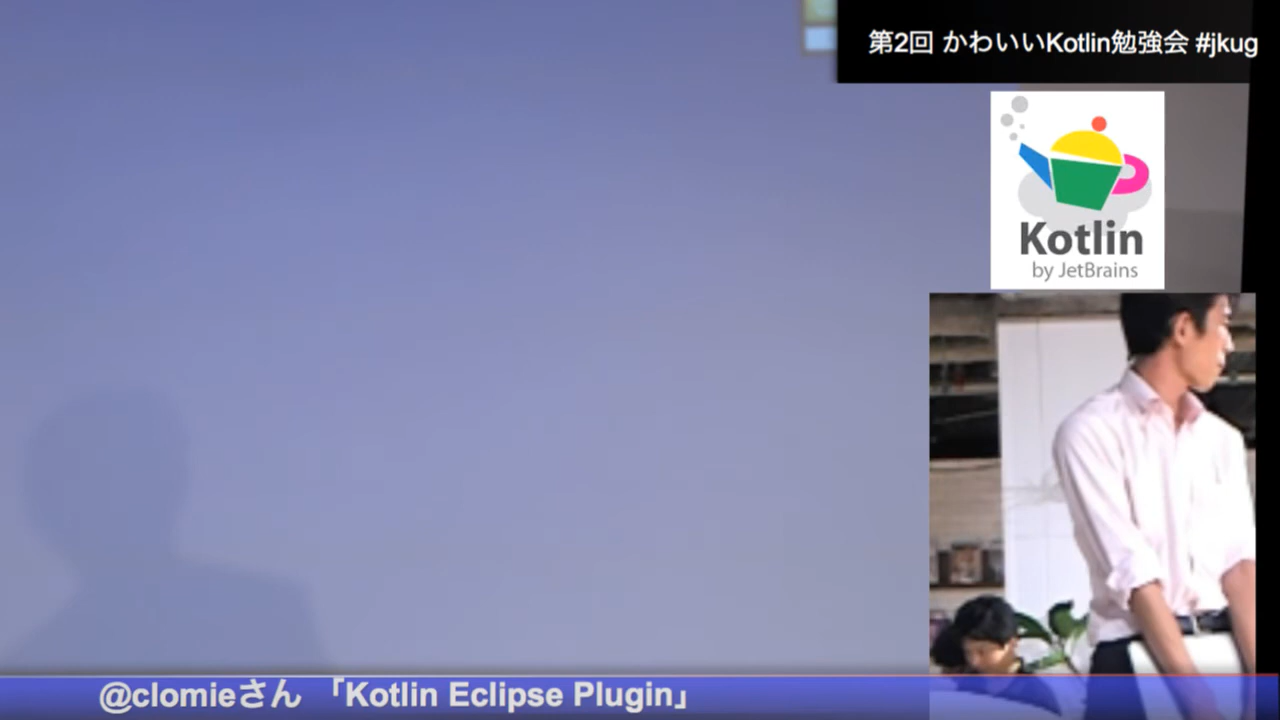 第2回 かわいいKotlin勉強会 #jkug
Kotlin
by JetBrains
@clomieさん 「Kotlin Eclipse Plugin」